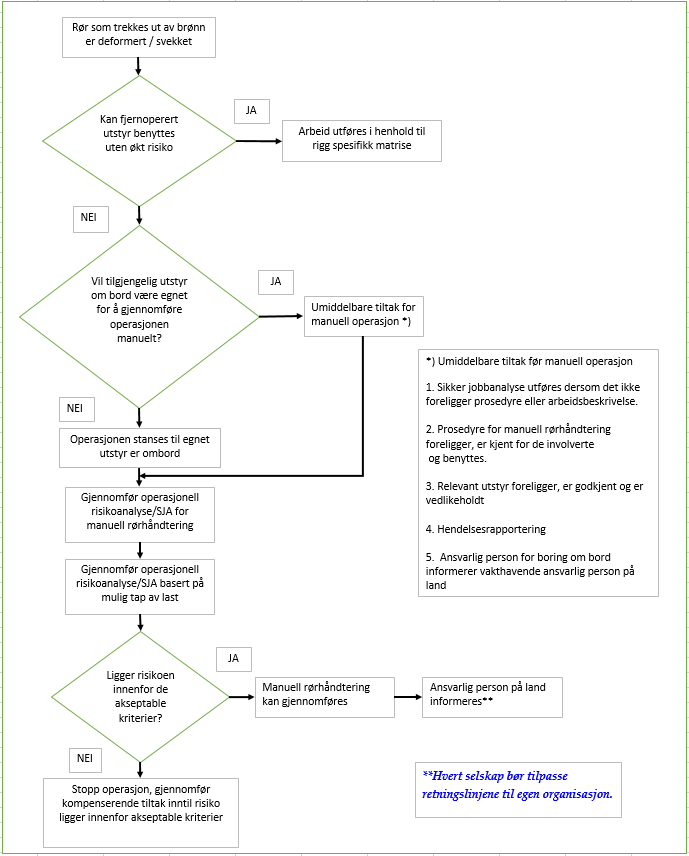 Rør som trekkes ut av brønn
er deformert / svekket
Kan fjernoperert
utstyr benyttes
uten økt risiko
JA
Arbeid utføres i henhold til
rigg spesifikk matrise
NEI
Vil tilgjengelig utstyr
om bord være egnet
for å gjennomføre
operasjonen
manuelt?
JA
Umiddelbare tiltak for
manuell operasjon *)
*) Umiddelbare tiltak før manuell operasjon
1. Sikker jobbanalyse utføres dersom det ikke
foreligger prosedyre eller arbeidsbeskrivelse.
2. Prosedyre for manuell rørhåndtering
foreligger, er kjent for de involverte
og benyttes.
3. Relevant utstyr foreligger, er godkjent og er
vedlikeholdt
4. Hendelsesrapportering
5. Ansvarlig person for boring om bord
informerer vakthavende ansvarlig person på
land
NEI
Operasjonen stanses til egnet
utstyr er ombord
Gjennomfør operasjonell
risikoanalyse/SJA for
manuell rørhåndtering
Gjennomfør operasjonell
risikoanalyse/SJA basert på
mulig tap av last
Ligger risikoen
innenfor de
akseptable
kriterier?
JA
Manuell rørhåndtering
kan gjennomføres
Ansvarlig person på land
informeres**
NEI
Stopp operasjon, gjennomfør
kompenserende tiltak inntil risiko
ligger innenfor akseptable kriterier
**Hvert selskap bør tilpasse
retningslinjene til egen organisasjon.